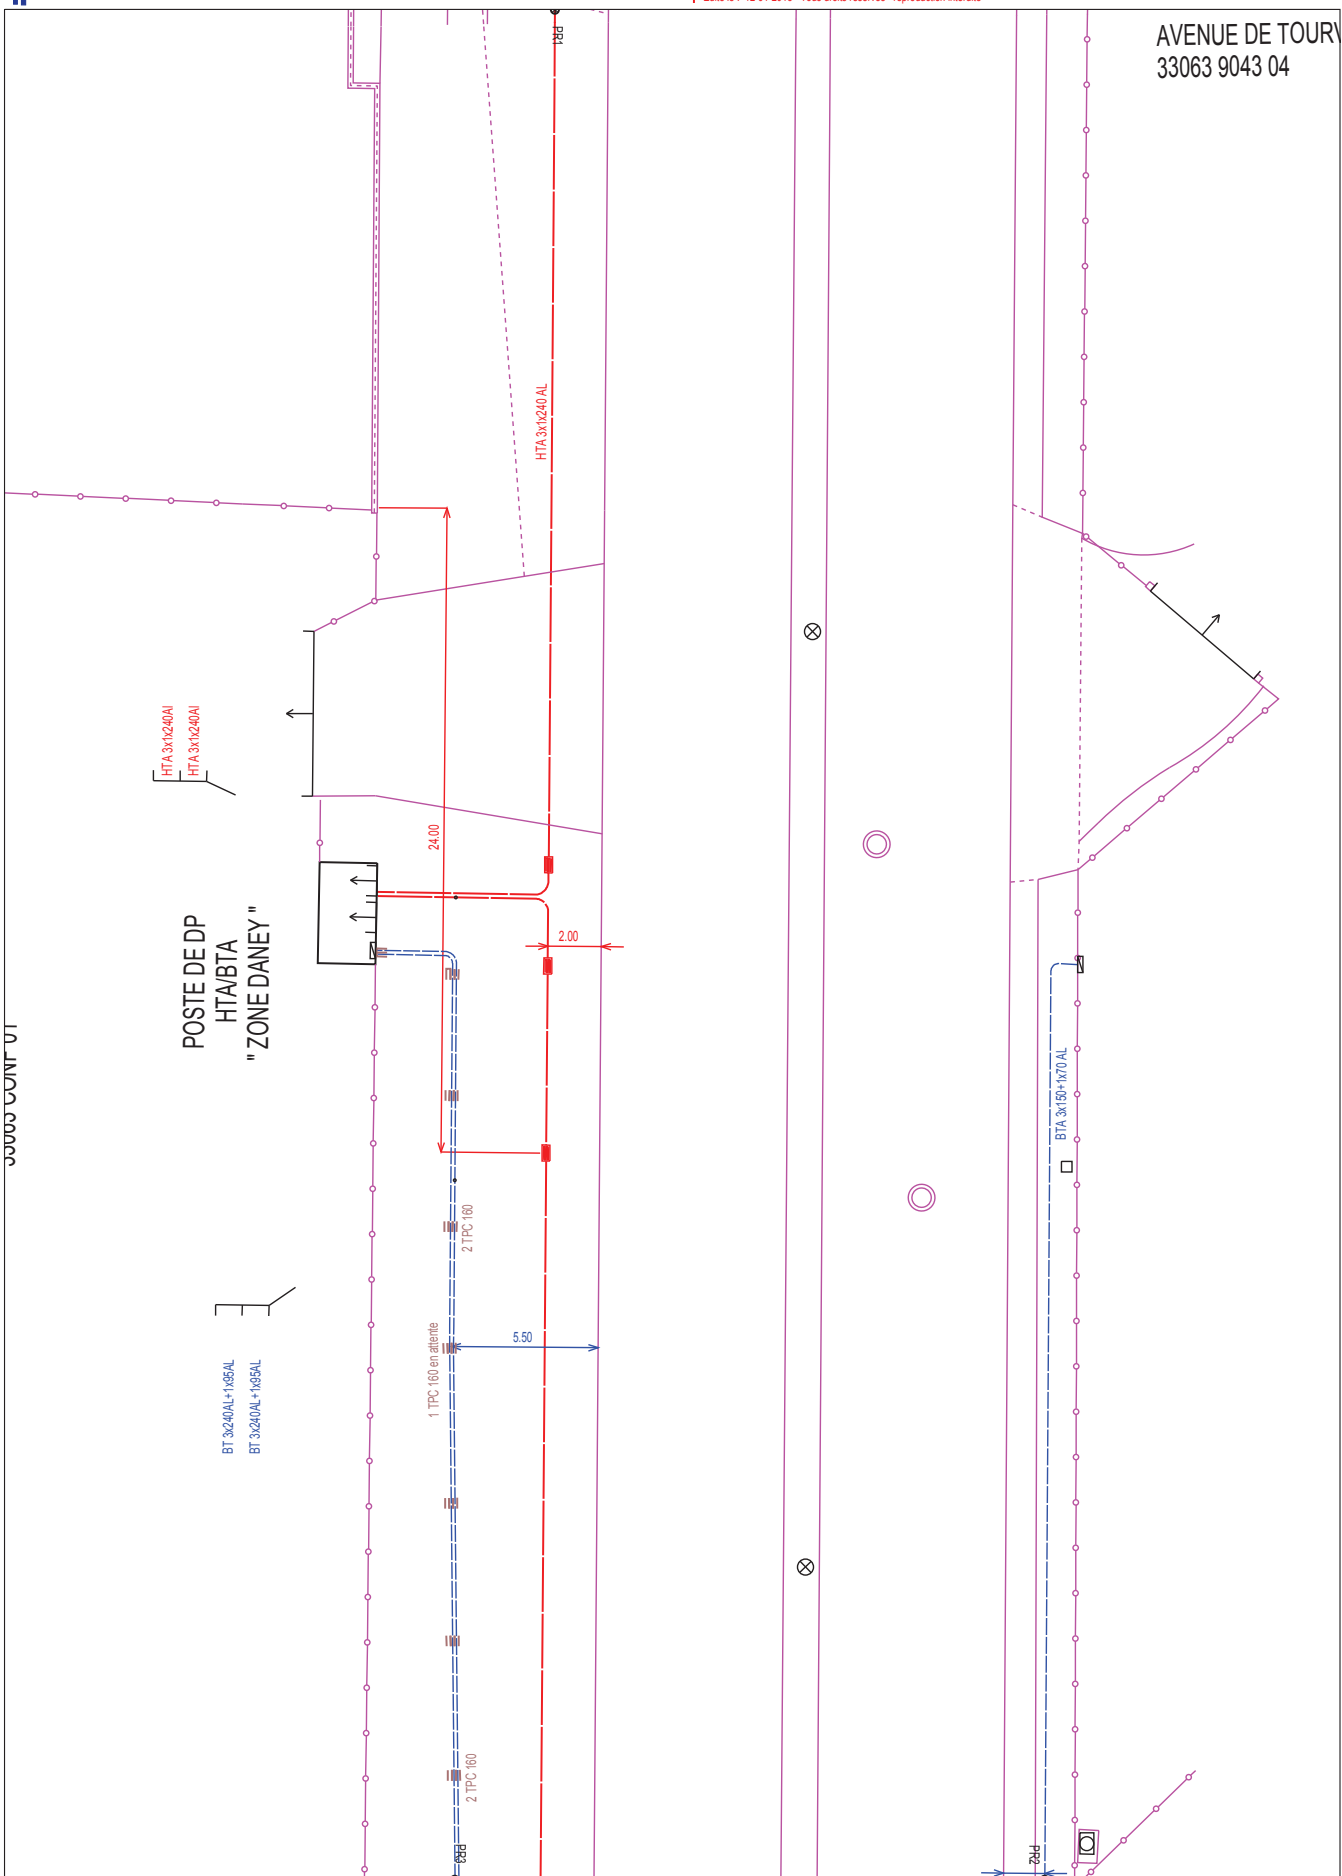 AVENUE DE TOURV
33063 9043 04
PR1
HTA 3x1x240 AL
HTA 3x1x240Al
HTA 3x1x240Al
24.00
2.00
POSTE DE DP
HTA/BTA
" ZONE DANEY "
BTA 3x150+1x70 AL
2 TPC 160
5.50
1 TPC 160 en attente
BT 3x240AL+1x95AL
BT 3x240AL+1x95AL
2 TPC 160
PR3
PR2